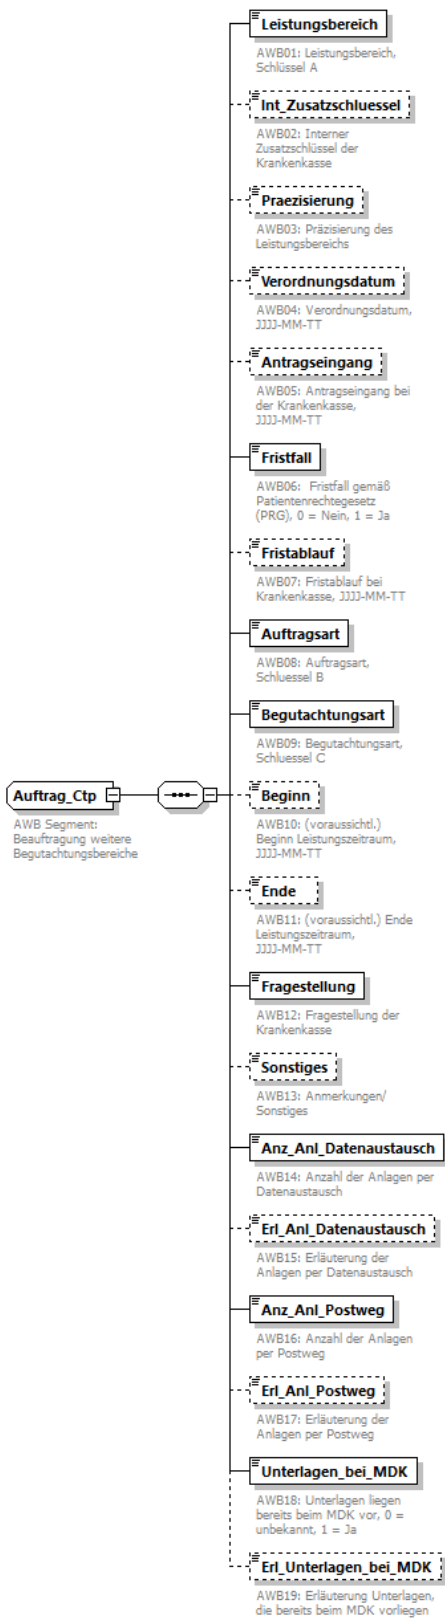 Leistungsbereich
AWB01: Leistungsbereich,
Schlüssel A
Int_Zusatzschluessel
AWB02: Interner
Zusatzschlüssel der
Krankenkasse
Praezisierung
AWB03: Präzisierung des
Leistungsbereichs
Verordnungsdatum
AWB04: Verordnungsdatum,
JJJJ-MM-TT
Antragseingang
AWB05: Antragseingang bei
der Krankenkasse,
JJJJ-MM-TT
Fristfall
AWB06: Fristfall gemäß
Patientenrechtegesetz
(PRG), 0 = Nein, 1 = Ja
Fristablauf
AWB07: Fristablauf bei
Krankenkasse, JJJJ-MM-TT
Auftragsart
AWB08: Auftragsart,
Schluessel B
Begutachtungsart
AWB09: Begutachtungsart,
Schluessel C
Auftrag_Ctp
AWB Segment:
Beauftragung weitere
Begutachtungsbereiche
Beginn
AWB10: (voraussichtl.)
Beginn Leistungszeitraum,
JJJJ-MM-TT
Ende
AWB11: (voraussichtl.) Ende
Leistungszeitraum,
JJJJ-MM-TT
Fragestellung
AWB12: Fragestellung der
Krankenkasse
Sonstiges
AWB13: Anmerkungen/
Sonstiges
Anz_Anl_Datenaustausch
AWB14: Anzahl der Anlagen per
Datenaustausch
Erl_Anl_Datenaustausch
AWB15: Erläuterung der
Anlagen per Datenaustausch
Anz_Anl_Postweg
AWB16: Anzahl der Anlagen
per Postweg
Erl_Anl_Postweg
AWB17: Erläuterung der
Anlagen per Postweg
Unterlagen_bei_MDK
AWB18: Unterlagen liegen
bereits beim MDK vor, 0 =
unbekannt, 1 = Ja
Erl_Unterlagen_bei_MDK
AWB19: Erläuterung Unterlagen,
die bereits beim MDK vorliegen